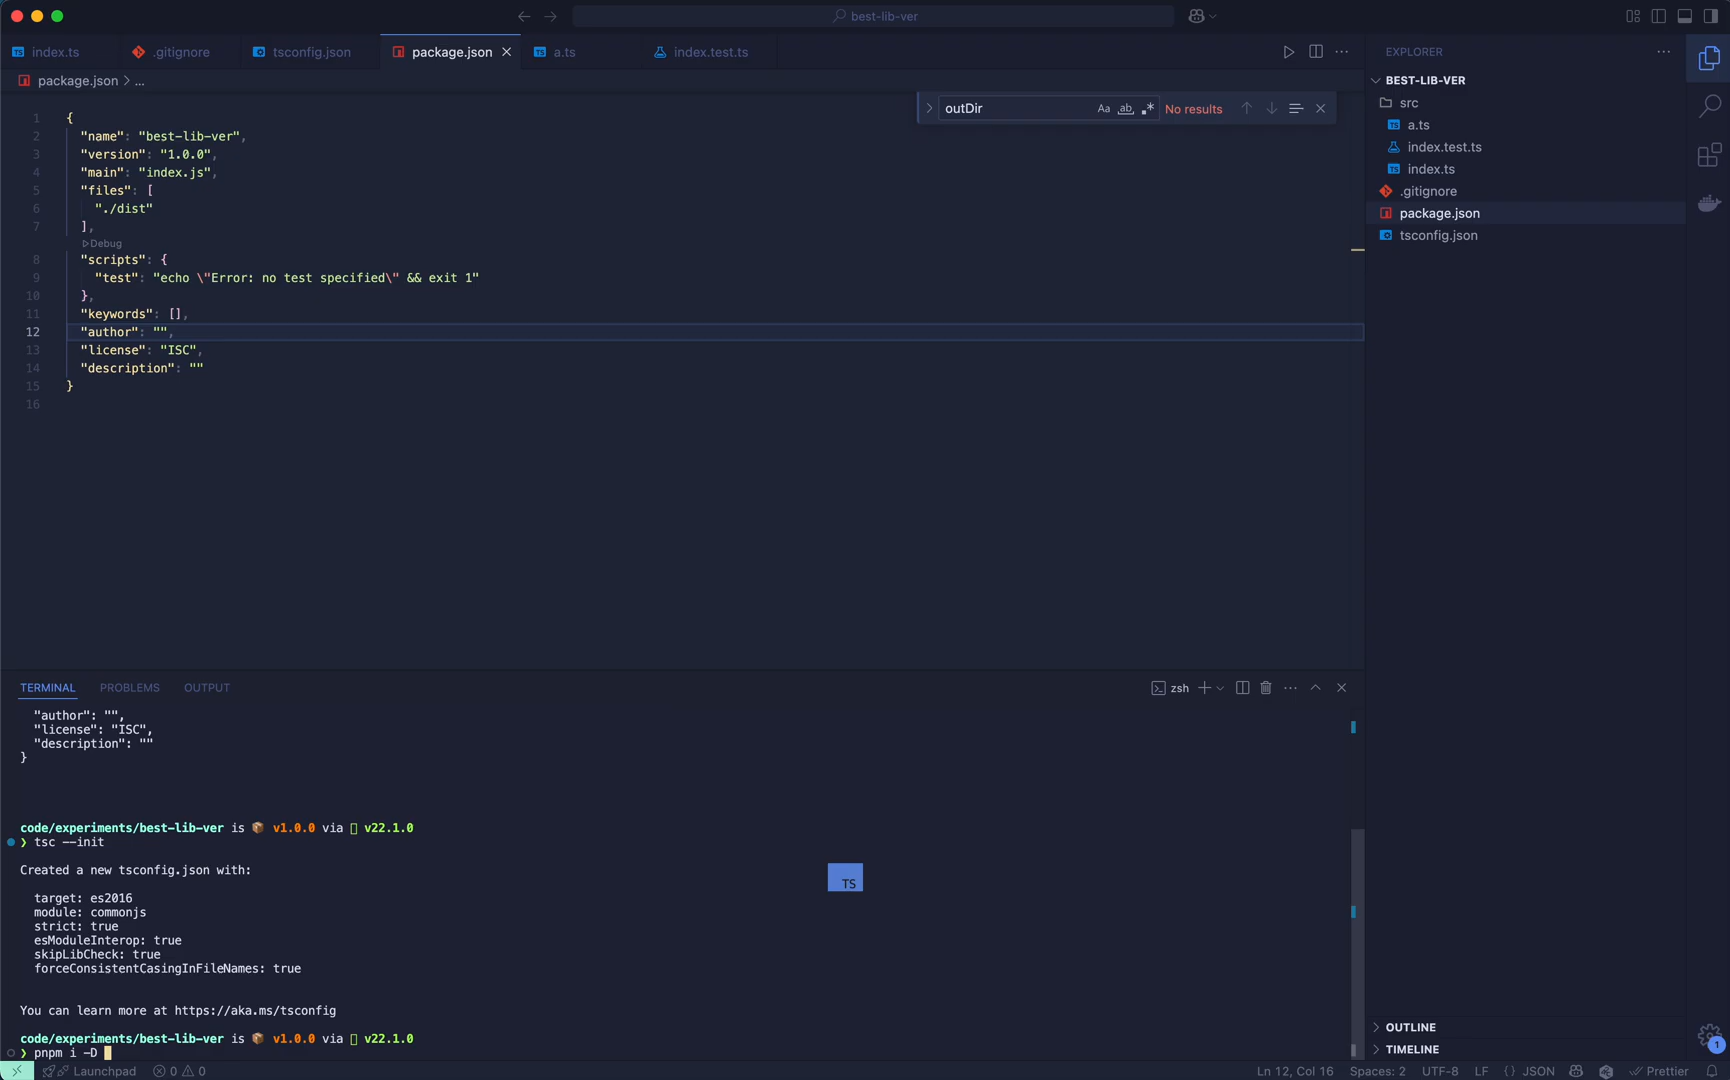 best-lib-ver
index.ts
.gitignore
tsconfig.json
package.json
a.ts
index.test.ts
package.json > ...
outDir
Aa
ab
No results
1 {
2 "name": "best-lib-ver",
3 "version": "1.0.0",
4 "main": "index.js",
5 "files": [
6 "./dist"
7 ],
Debug
8 "scripts": {
9 "test": "echo \"Error: no test specified\" && exit 1"
10 },
11 "keywords": [],
12 "author": "",
13 "license": "ISC",
14 "description": ""
15 }
16
EXPLORER
BEST-LIB-VER
src
a.ts
index.test.ts
index.ts
.gitignore
package.json
tsconfig.json
TERMINAL
PROBLEMS
OUTPUT
zsh
"author": "",
"license": "ISC",
"description": ""
}
code/experiments/best-lib-ver is 📦 v1.0.0 via v22.1.0
❯ tsc --init
Created a new tsconfig.json with:
target: es2016
module: commonjs
strict: true
esModuleInterop: true
skipLibCheck: true
forceConsistentCasingInFileNames: true
You can learn more at https://aka.ms/tsconfig
code/experiments/best-lib-ver is 📦 v1.0.0 via v22.1.0
❯ pnpm i -D
TS
OUTLINE
TIMELINE
1
Launchpad
0
0
Ln 12, Col 16
Spaces: 2
UTF-8
LF
{ } JSON
Prettier